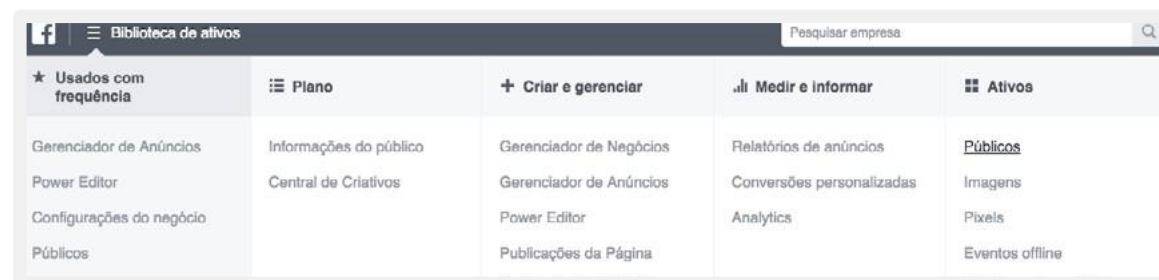 Biblioteca de ativos
Pesquisar empresa
Usados com
frequência
Plano
Criar e gerenciar
Medir e informar
Ativos
Gerenciador de Anúncios
Informações do público
Gerenciador de Negócios
Relatórios de anúncios
Públicos
Power Editor
Central de Criativos
Gerenciador de Anúncios
Conversões personalizadas
Imagens
Configurações do negócio
Power Editor
Analytics
Pixels
Públicos
Publicações da Página
Eventos offline